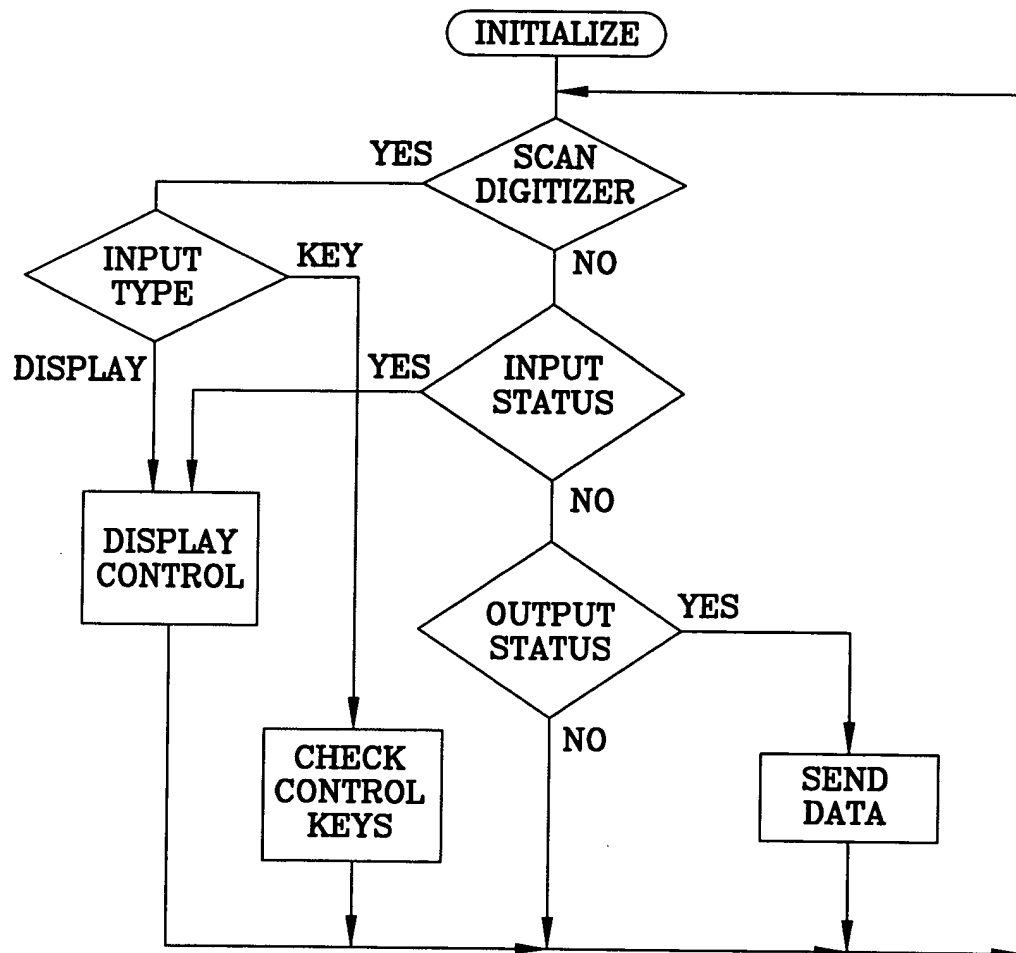 INITIALIZE
YES
SCAN
DIGITIZER
INPUT
TYPE
KEY
NO
DISPLAY
YES
INPUT
STATUS
NO
DISPLAY
CONTROL
OUTPUT
STATUS
YES
NO
CHECK
CONTROL
KEYS
SEND
DATA